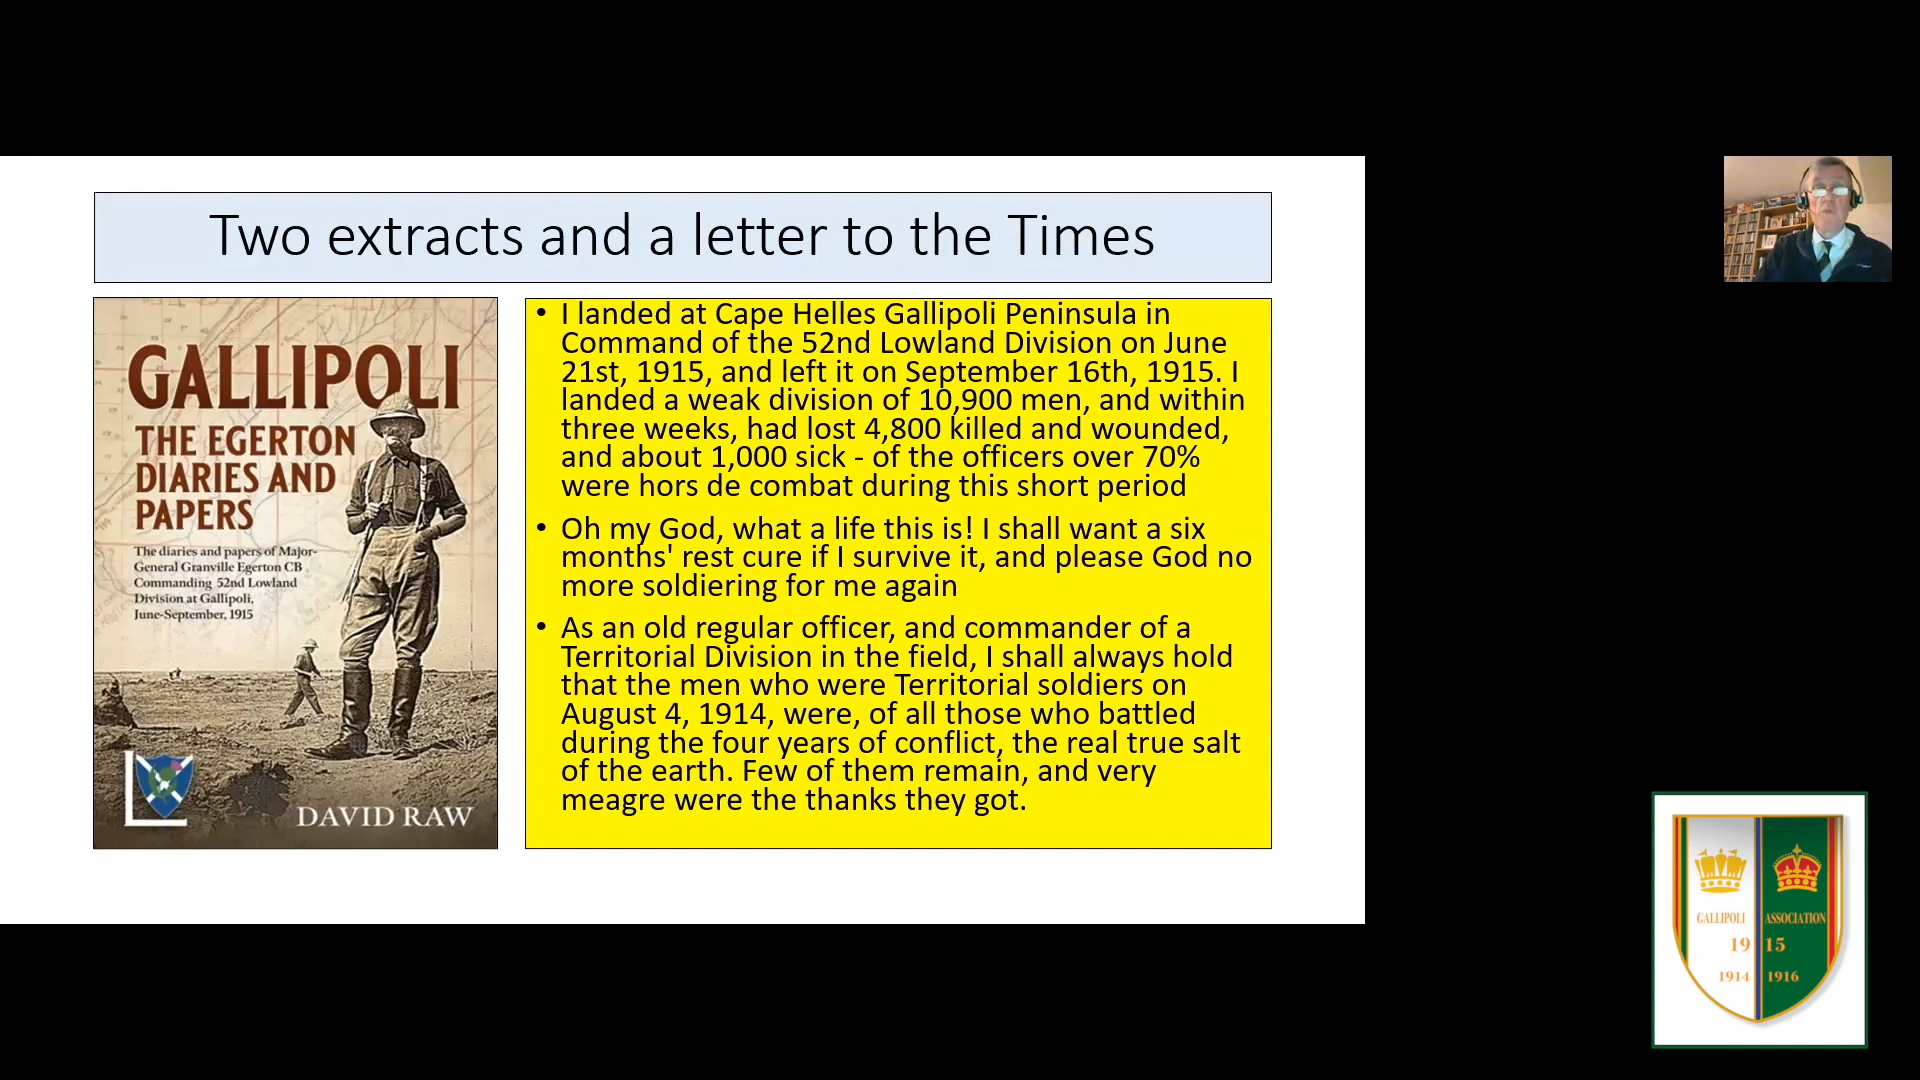 Two extracts and a letter to the Times
GALLIPOLI
THE EGERTON
DIARIES AND
PAPERS
The diaries and papers of Major-
General Granville Egerton CB
Commanding 52nd Lowland
Division at Gallipoli,
June-September, 1915
DAVID RAW
• I landed at Cape Helles Gallipoli Peninsula in
Command of the 52nd Lowland Division on June
21st, 1915, and left it on September 16th, 1915. I
landed a weak division of 10,900 men, and within
three weeks, had lost 4,800 killed and wounded,
and about 1,000 sick - of the officers over 70%
were hors de combat during this short period
• Oh my God, what a life this is! I shall want a six
months' rest cure if I survive it, and please God no
more soldiering for me again
• As an old regular officer, and commander of a
Territorial Division in the field, I shall always hold
that the men who were Territorial soldiers on
August 4, 1914, were, of all those who battled
during the four years of conflict, the real true salt
of the earth. Few of them remain, and very
meagre were the thanks they got.
GALLIPOLI ASSOCIATION
19 15
1914 1916